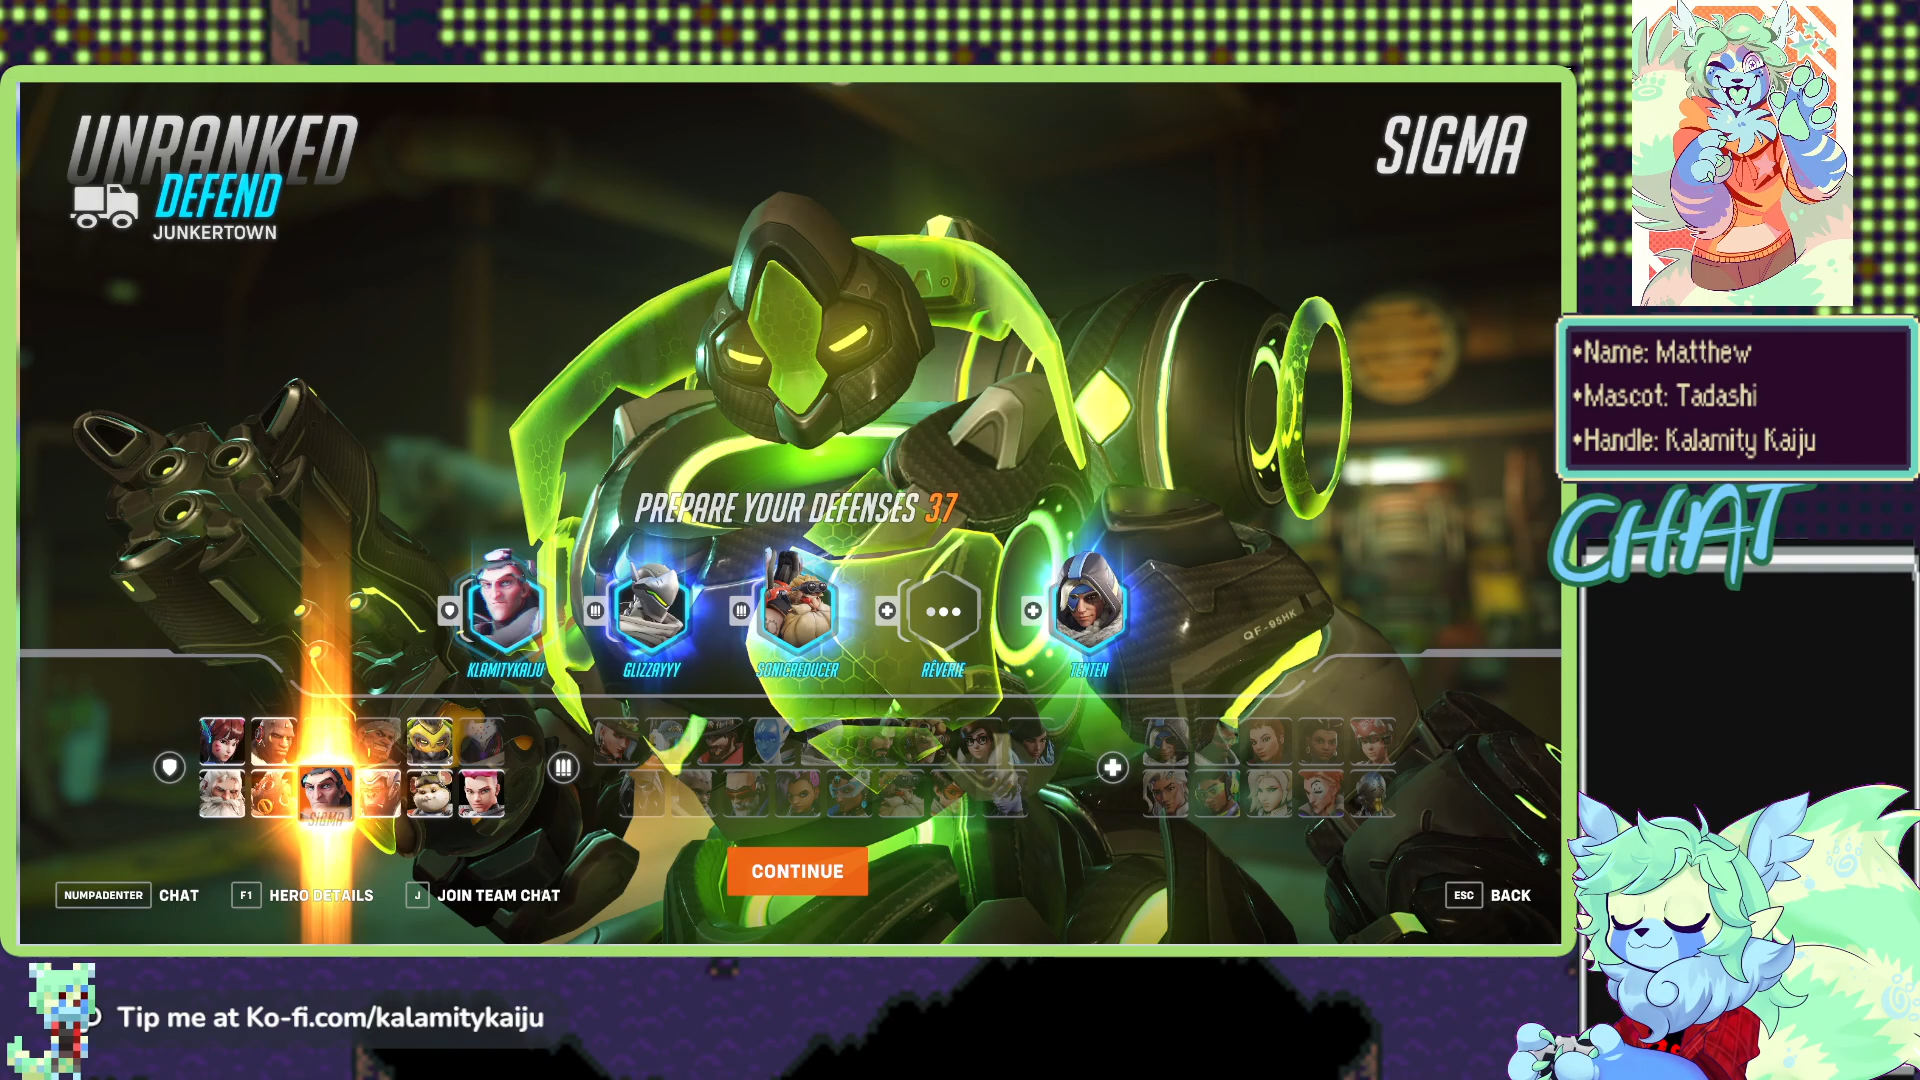 UNRANKED
DEFEND
JUNKERTOWN
SIGMA
PREPARE YOUR DEFENSES 37
KLAMITYKAIJU
GLIZZAYYY
SONICREDUCER
RÊVERIE
TENTEN
QF-95HK
SIGMA
CONTINUE
NUMPADENTER CHAT
F1 HERO DETAILS
J JOIN TEAM CHAT
ESC BACK
•Name: Matthew
•Mascot: Tadashi
•Handle: Kalamity Kaiju
CHAT
Tip me at Ko-fi.com/kalamitykaiju